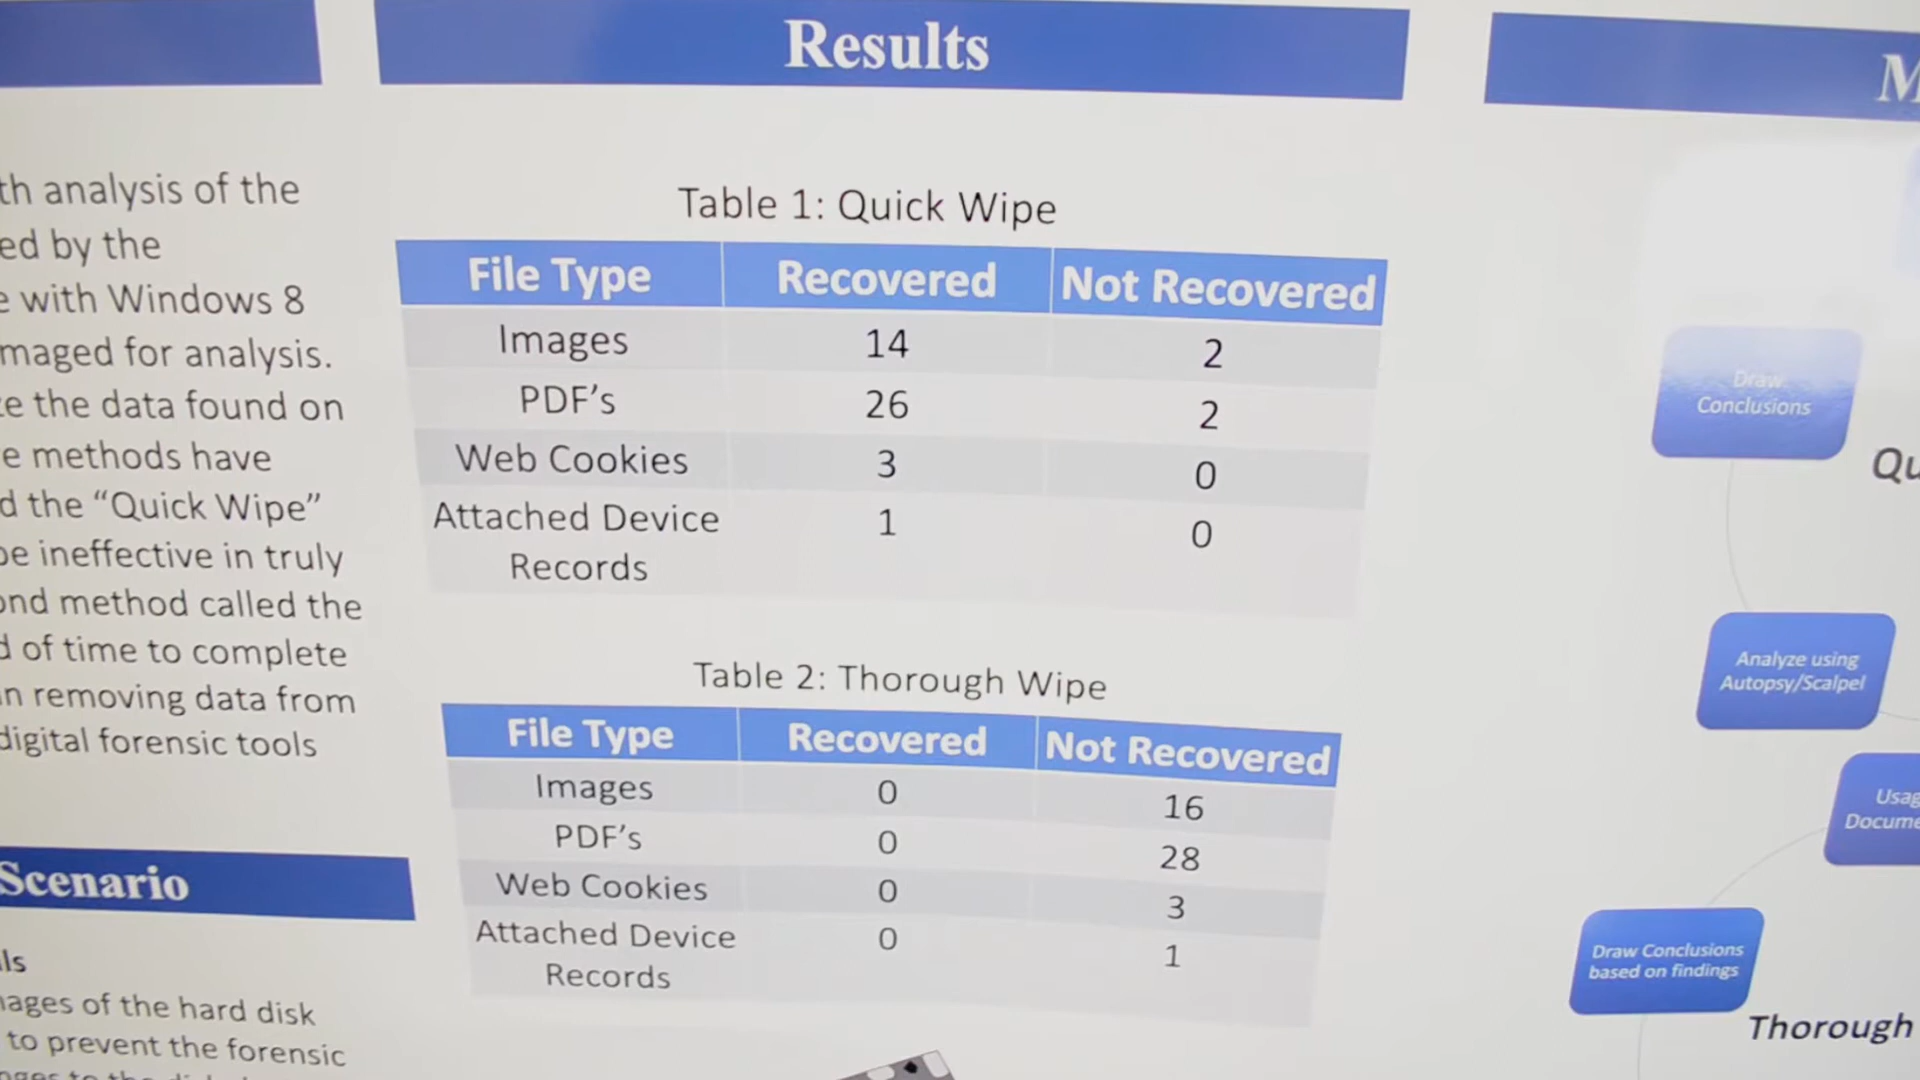 Results
M
th analysis of the
ed by the
e with Windows 8
maged for analysis.
the data found on
e methods have
d the “Quick Wipe”
be ineffective in truly
ond method called the
d of time to complete
in removing data from
digital forensic tools
Scenario
ls
ages of the hard disk
to prevent the forensic
Table 1: Quick Wipe
File Type Recovered Not Recovered
Images 14 2
PDF’s 26 2
Web Cookies 3 0
Attached Device 1 0
Records
Table 2: Thorough Wipe
File Type Recovered Not Recovered
Images 0 16
PDF’s 0 28
Web Cookies 0 3
Attached Device 0 1
Records
Draw
Conclusions
Qu
Analyze using
Autopsy/Scalpel
Usag
Docume
Draw Conclusions
based on findings
Thorough